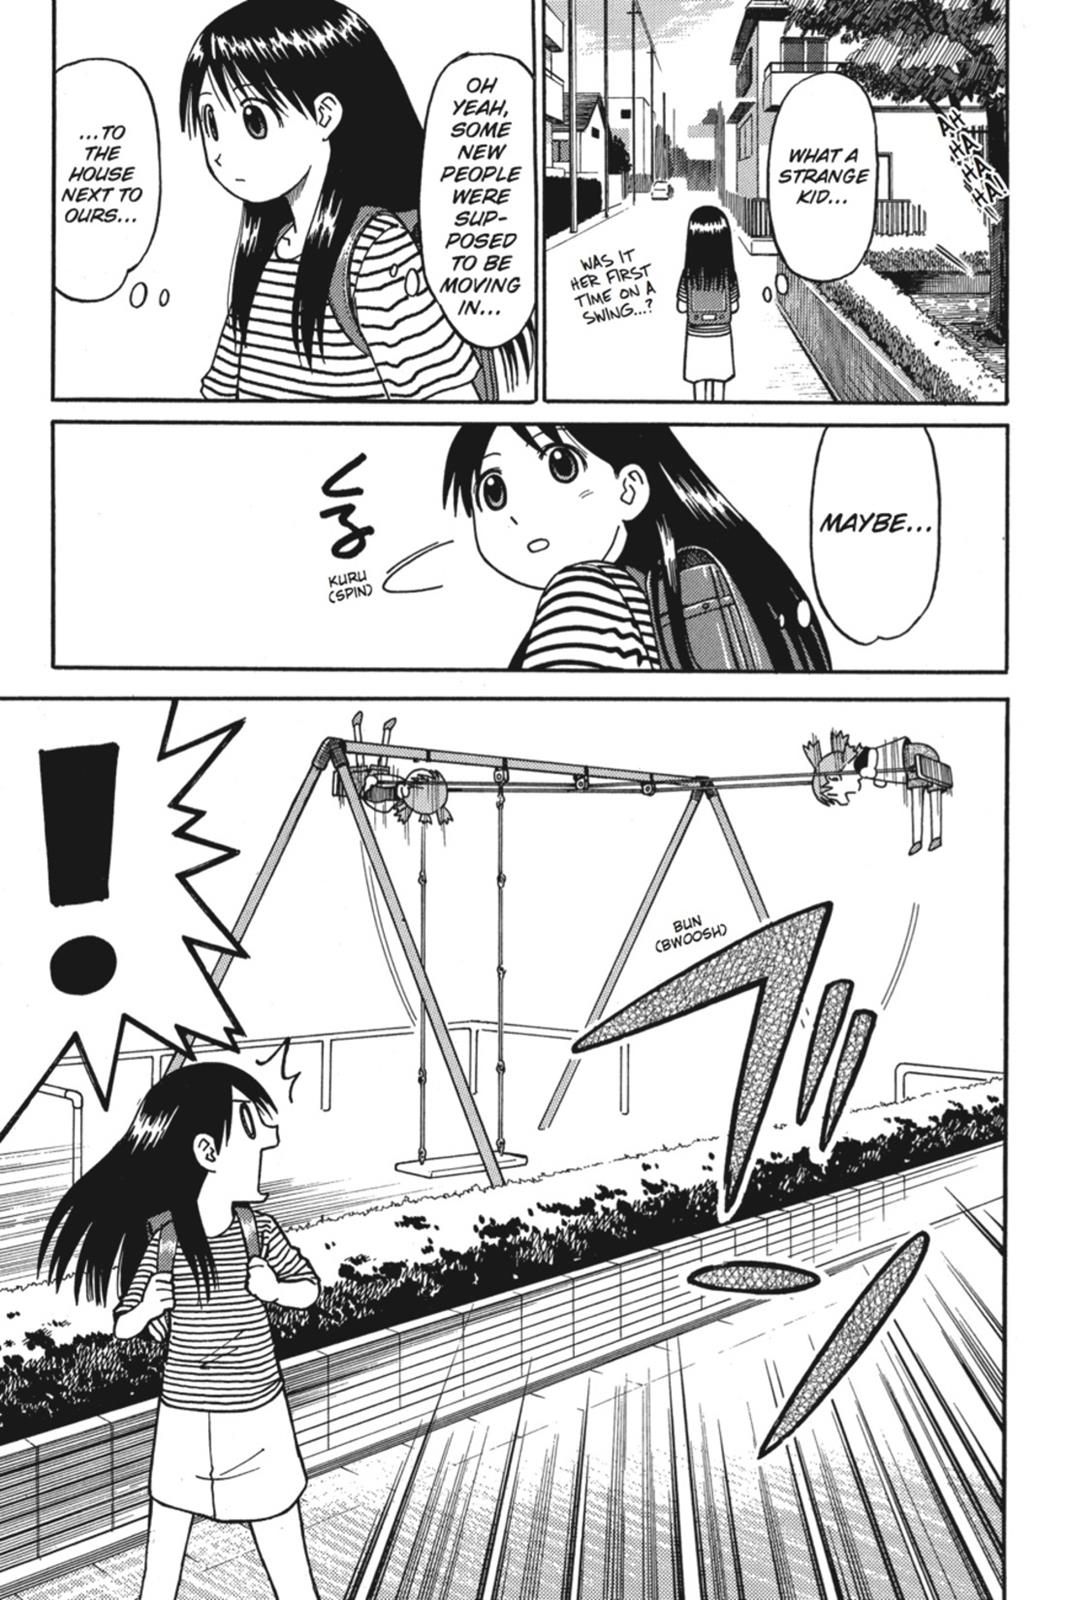 AH
HA
HA
HA!
WHAT A
STRANGE
KID...
WAS IT
HER FIRST
TIME ON A
SWING...?
OH
YEAH,
SOME
NEW
PEOPLE
WERE
SUP-
POSED
TO BE
MOVING
IN...
...TO
THE
HOUSE
NEXT TO
OURS...
MAYBE...
くる
KURU
(SPIN)
!
BUN
(BWOOSH)
ブン